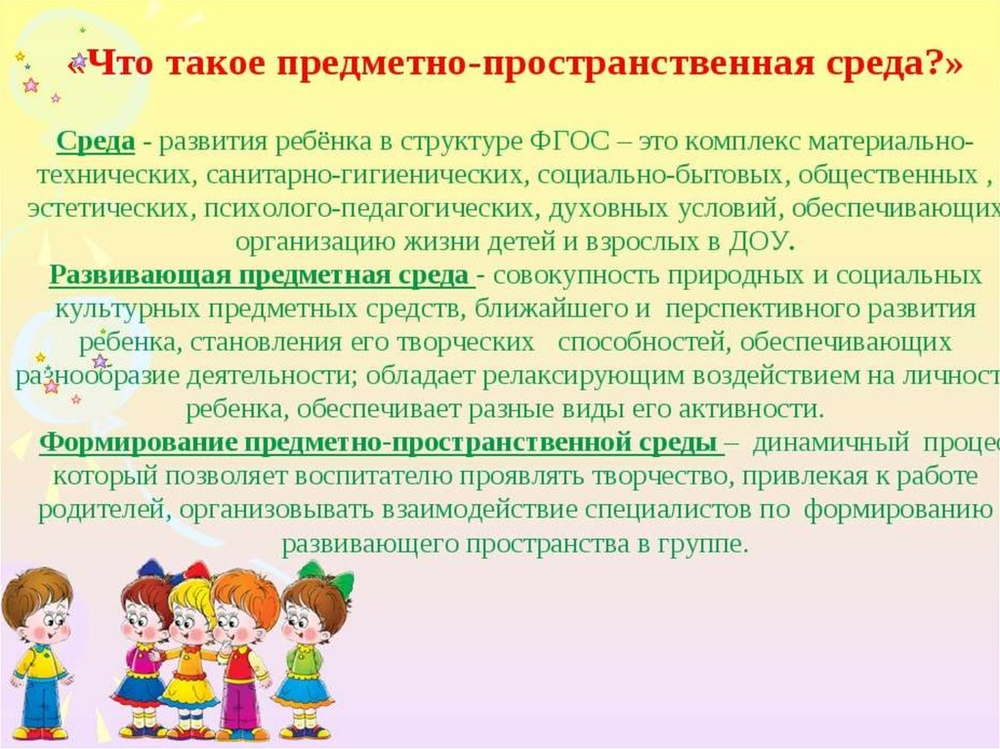 «Что такое предметно-пространственная среда?»
Среда - развития ребёнка в структуре ФГОС – это комплекс материально-
технических, санитарно-гигиенических, социально-бытовых, общественных ,
эстетических, психолого-педагогических, духовных условий, обеспечивающих
организацию жизни детей и взрослых в ДОУ.
Развивающая предметная среда - совокупность природных и социальных
культурных предметных средств, ближайшего и перспективного развития
ребенка, становления его творческих способностей, обеспечивающих
разнообразие деятельности; обладает релаксирующим воздействием на личност
ребенка, обеспечивает разные виды его активности.
Формирование предметно-пространственной среды – динамичный процес
который позволяет воспитателю проявлять творчество, привлекая к работе
родителей, организовывать взаимодействие специалистов по формированию
развивающего пространства в группе.